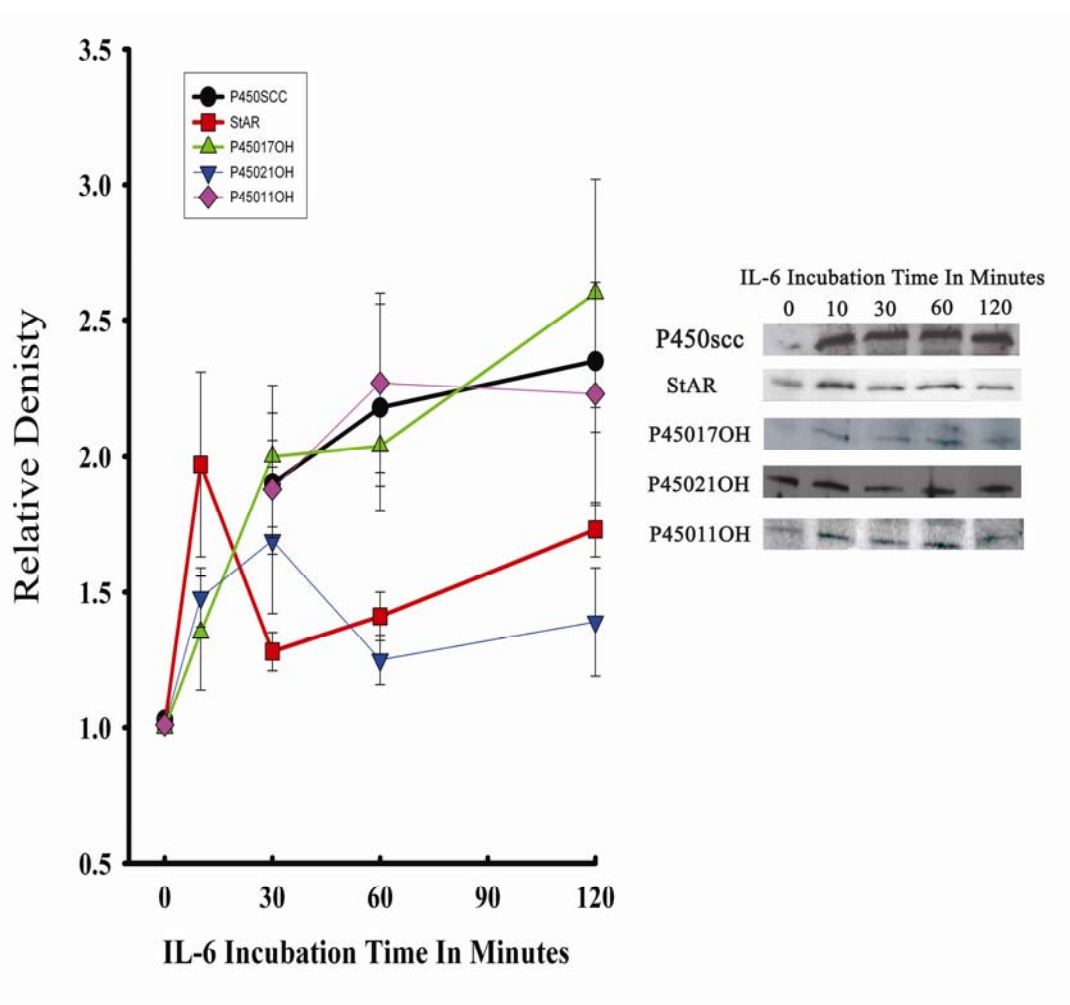 3.5
3.0
2.5
2.0
1.5
1.0
0.5
Relative Denisty
P450SCC
StAR
P45017OH
P45021OH
P45011OH
0 30 60 90 120
IL-6 Incubation Time In Minutes
IL-6 Incubation Time In Minutes
0 10 30 60 120
P450scc
StAR
P45017OH
P45021OH
P45011OH